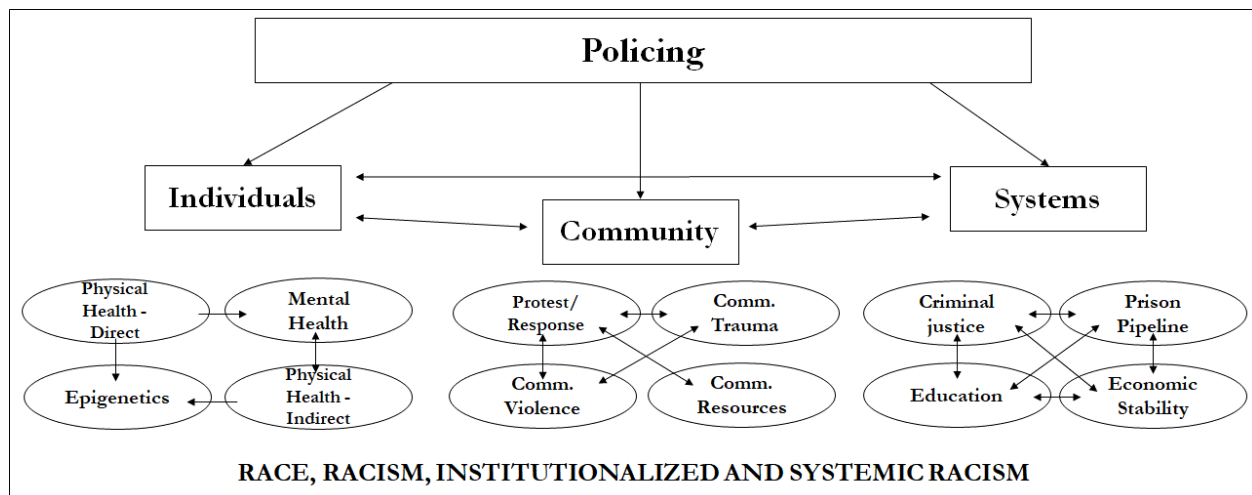 Policing
Individuals
Community
Systems
Physical
Health -
Direct
Mental
Health
Epigenetics
Physical
Health -Indirect
Protest/
Response
Comm.
Trauma
Comm.
Violence
Comm.
Resources
Criminal
justice
Prison
Pipeline
Education
Economic
Stability
RACE, RACISM, INSTITUTIONALIZED AND SYSTEMIC RACISM